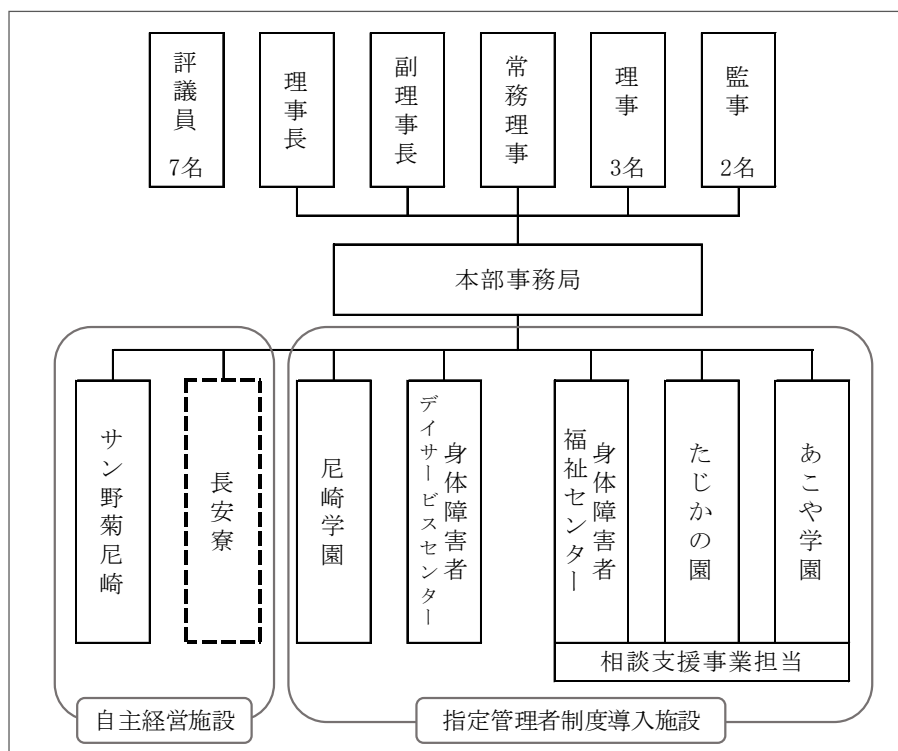 評議員
7名
理事長
副理事長
常務理事
理事
3名
監事
2名
本部事務局
サン野菊尼崎
長安寮
尼崎学園
身体障害者
デイサービスセンター
身体障害者
福祉センター
たじかの園
あこや学園
相談支援事業担当
自主経営施設
指定管理者制度導入施設